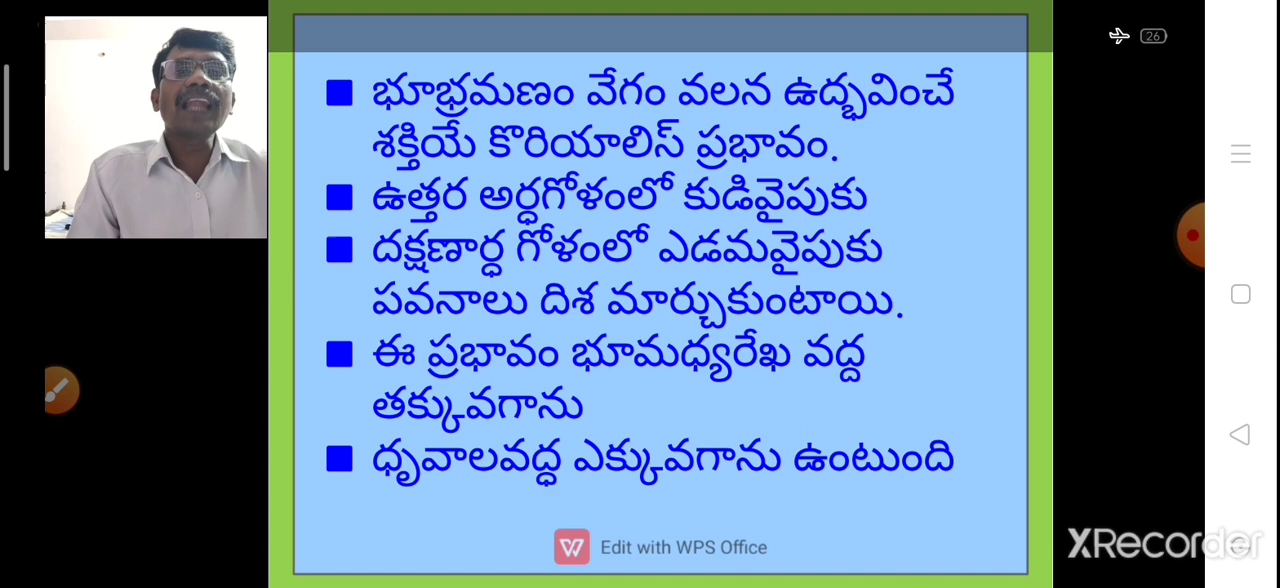 26
భూభ్రమణం వేగం వలన ఉద్భవించే
శక్తియే కొరియాలిస్ ప్రభావం.
ఉత్తర అర్ధగోళంలో కుడివైపుకు
దక్షణార్ధ గోళంలో ఎడమవైపుకు
పవనాలు దిశ మార్చుకుంటాయి.
ఈ ప్రభావం భూమధ్యరేఖ వద్ద
తక్కువగాను
ధృవాలవద్ధ ఎక్కువగాను ఉంటుంది
Edit with WPS Office
XRecorder